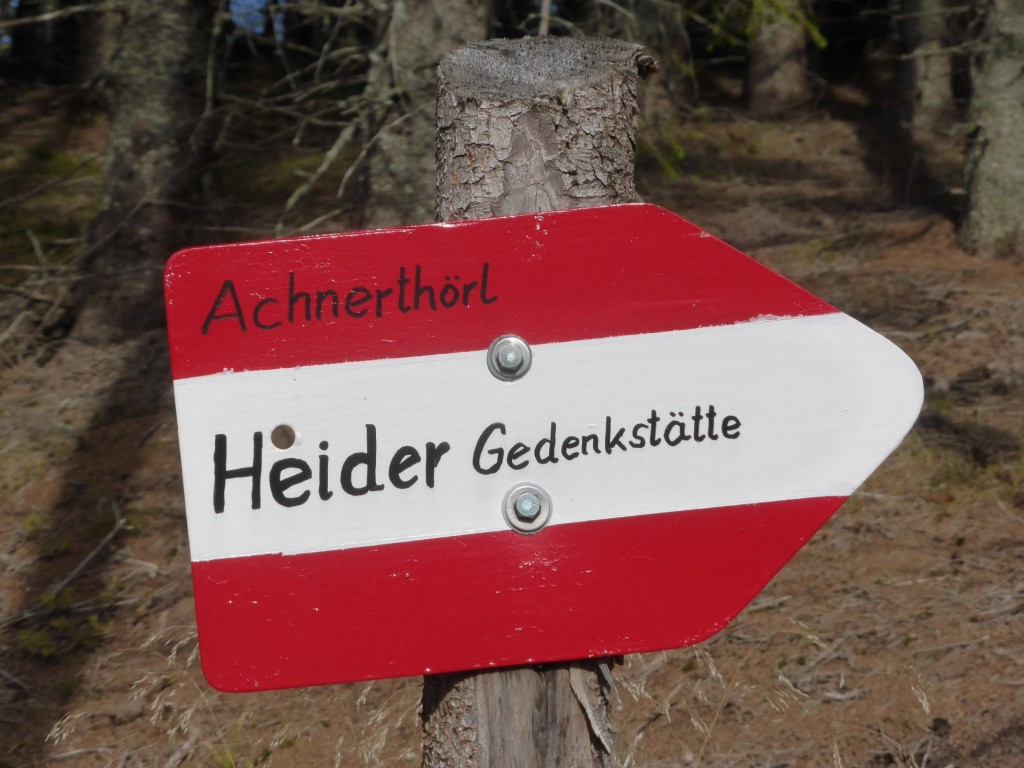 Achnerthörl
Heider Gedenkstätte